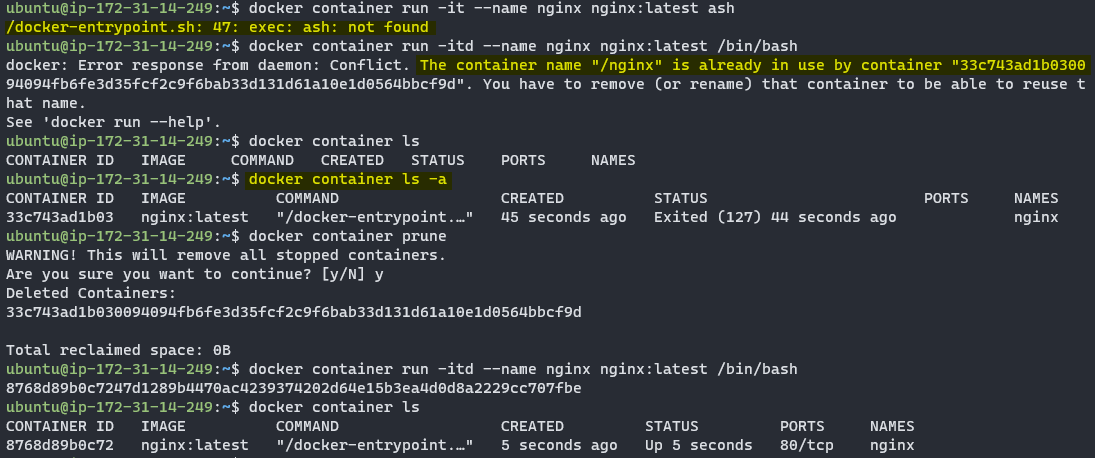 ubuntu@ip-172-31-14-249:~$ docker container run -it --name nginx nginx:latest ash
/docker-entrypoint.sh: 47: exec: ash: not found
ubuntu@ip-172-31-14-249:~$ docker container run -itd --name nginx nginx:latest /bin/bash
docker: Error response from daemon: Conflict. The container name "/nginx" is already in use by container "33c743ad1b0300
94094fb6fe3d35fcf2c9f6bab33d131d61a10e1d0564bbcf9d". You have to remove (or rename) that container to be able to reuse t
hat name.
See 'docker run --help'.
ubuntu@ip-172-31-14-249:~$ docker container ls
CONTAINER ID   IMAGE     COMMAND   CREATED   STATUS    PORTS     NAMES
ubuntu@ip-172-31-14-249:~$ docker container ls -a
CONTAINER ID   IMAGE          COMMAND                  CREATED          STATUS                        PORTS     NAMES
33c743ad1b03   nginx:latest   "/docker-entrypoint.…"   45 seconds ago   Exited (127) 44 seconds ago             nginx
ubuntu@ip-172-31-14-249:~$ docker container prune
WARNING! This will remove all stopped containers.
Are you sure you want to continue? [y/N] y
Deleted Containers:
33c743ad1b030094094fb6fe3d35fcf2c9f6bab33d131d61a10e1d0564bbcf9d

Total reclaimed space: 0B
ubuntu@ip-172-31-14-249:~$ docker container run -itd --name nginx nginx:latest /bin/bash
8768d89b0c7247d1289b4470ac4239374202d64e15b3ea4d0d8a2229cc707fbe
ubuntu@ip-172-31-14-249:~$ docker container ls
CONTAINER ID   IMAGE          COMMAND                  CREATED         STATUS         PORTS     NAMES
8768d89b0c72   nginx:latest   "/docker-entrypoint.…"   5 seconds ago   Up 5 seconds   80/tcp    nginx